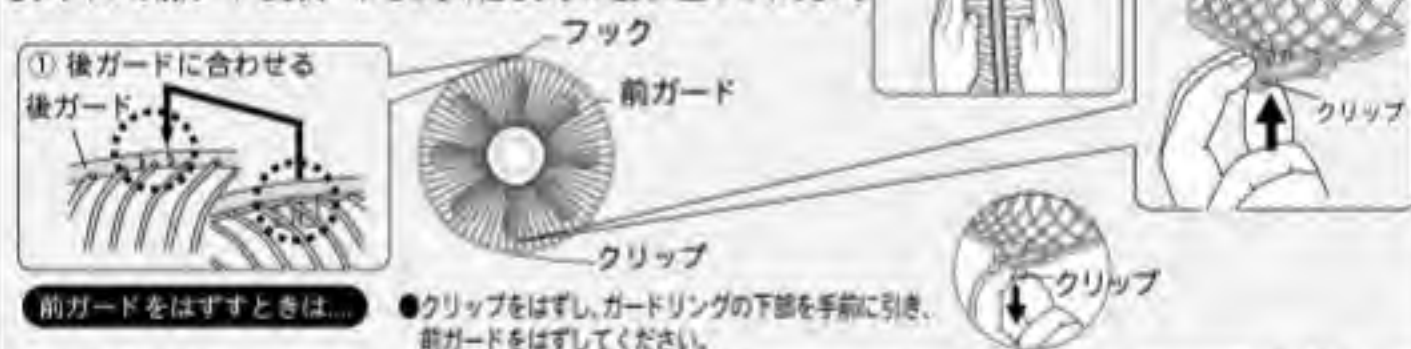 フック
① 後ガードに合わせる
後ガード
前ガード
クリップ
クリップ
クリップ
前ガードをはずすときは....
●クリップをはずし、ガードリングの下部を手前に引き、
前ガードをはずしてください。